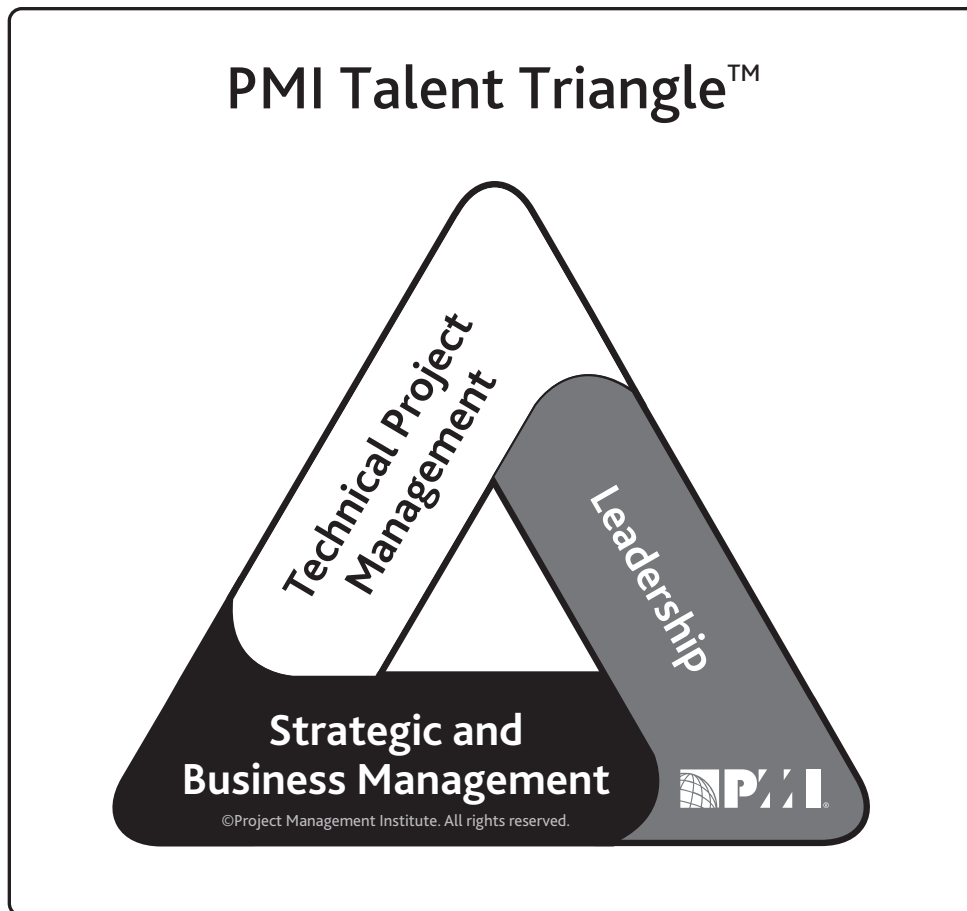 PMI Talent Triangle™
Technical Project
Management
Leadership
Strategic and
Business Management
©Project Management Institute. All rights reserved.
PMI®